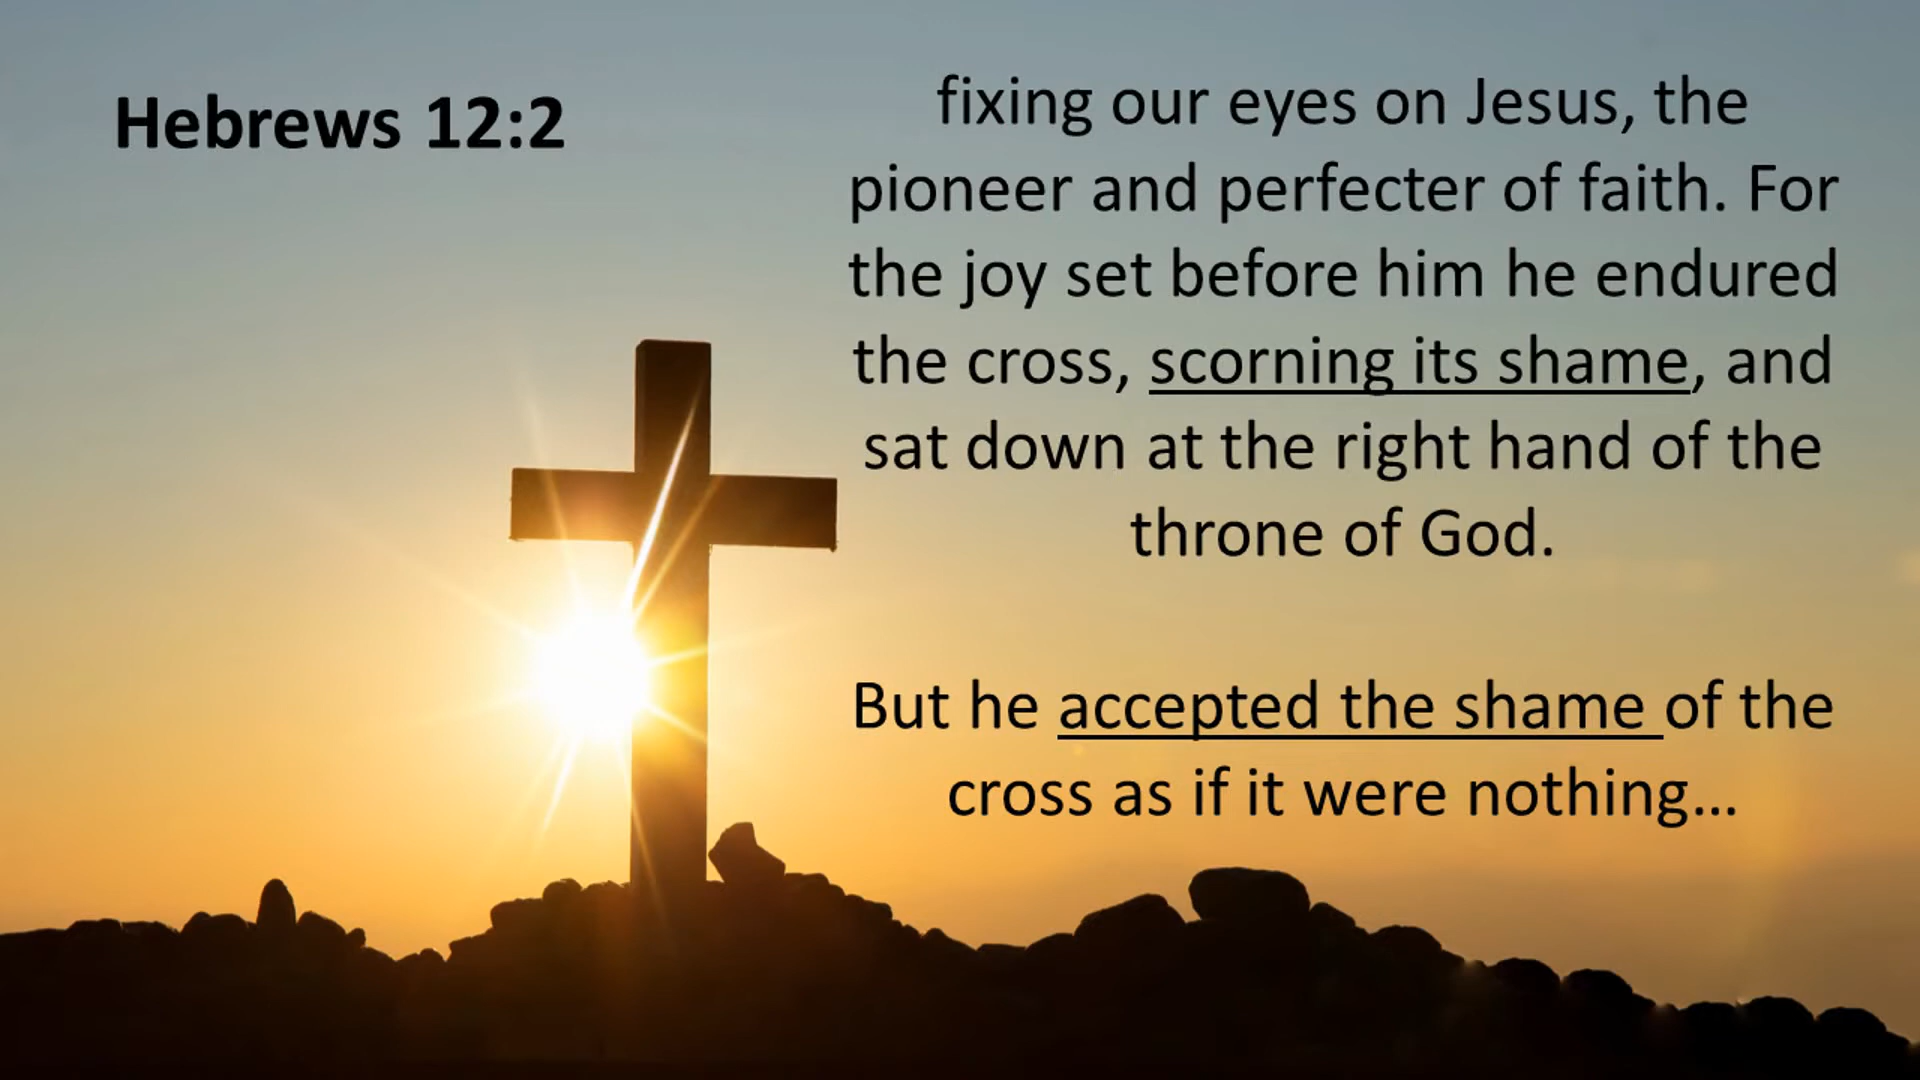 Hebrews 12:2
fixing our eyes on Jesus, the
pioneer and perfecter of faith. For
the joy set before him he endured
the cross, scorning its shame, and
sat down at the right hand of the
throne of God.
But he accepted the shame of the
cross as if it were nothing…